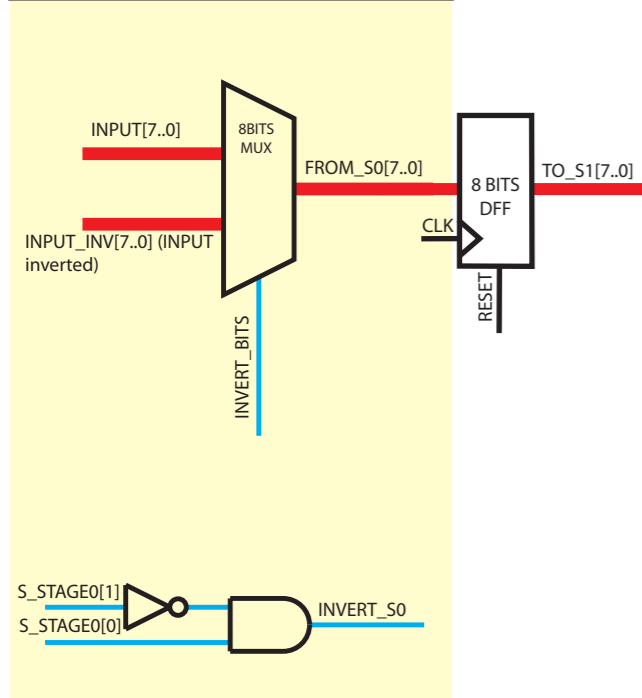 INPUT[7..0]
8BITS
MUX
FROM_S0[7..0]
8 BITS
DFF
TO_S1[7..0]
CLK
INPUT_INV[7..0] (INPUT
inverted)
RESET
INVERT_BITS
S_STAGE0[1]
S_STAGE0[0]
INVERT_S0